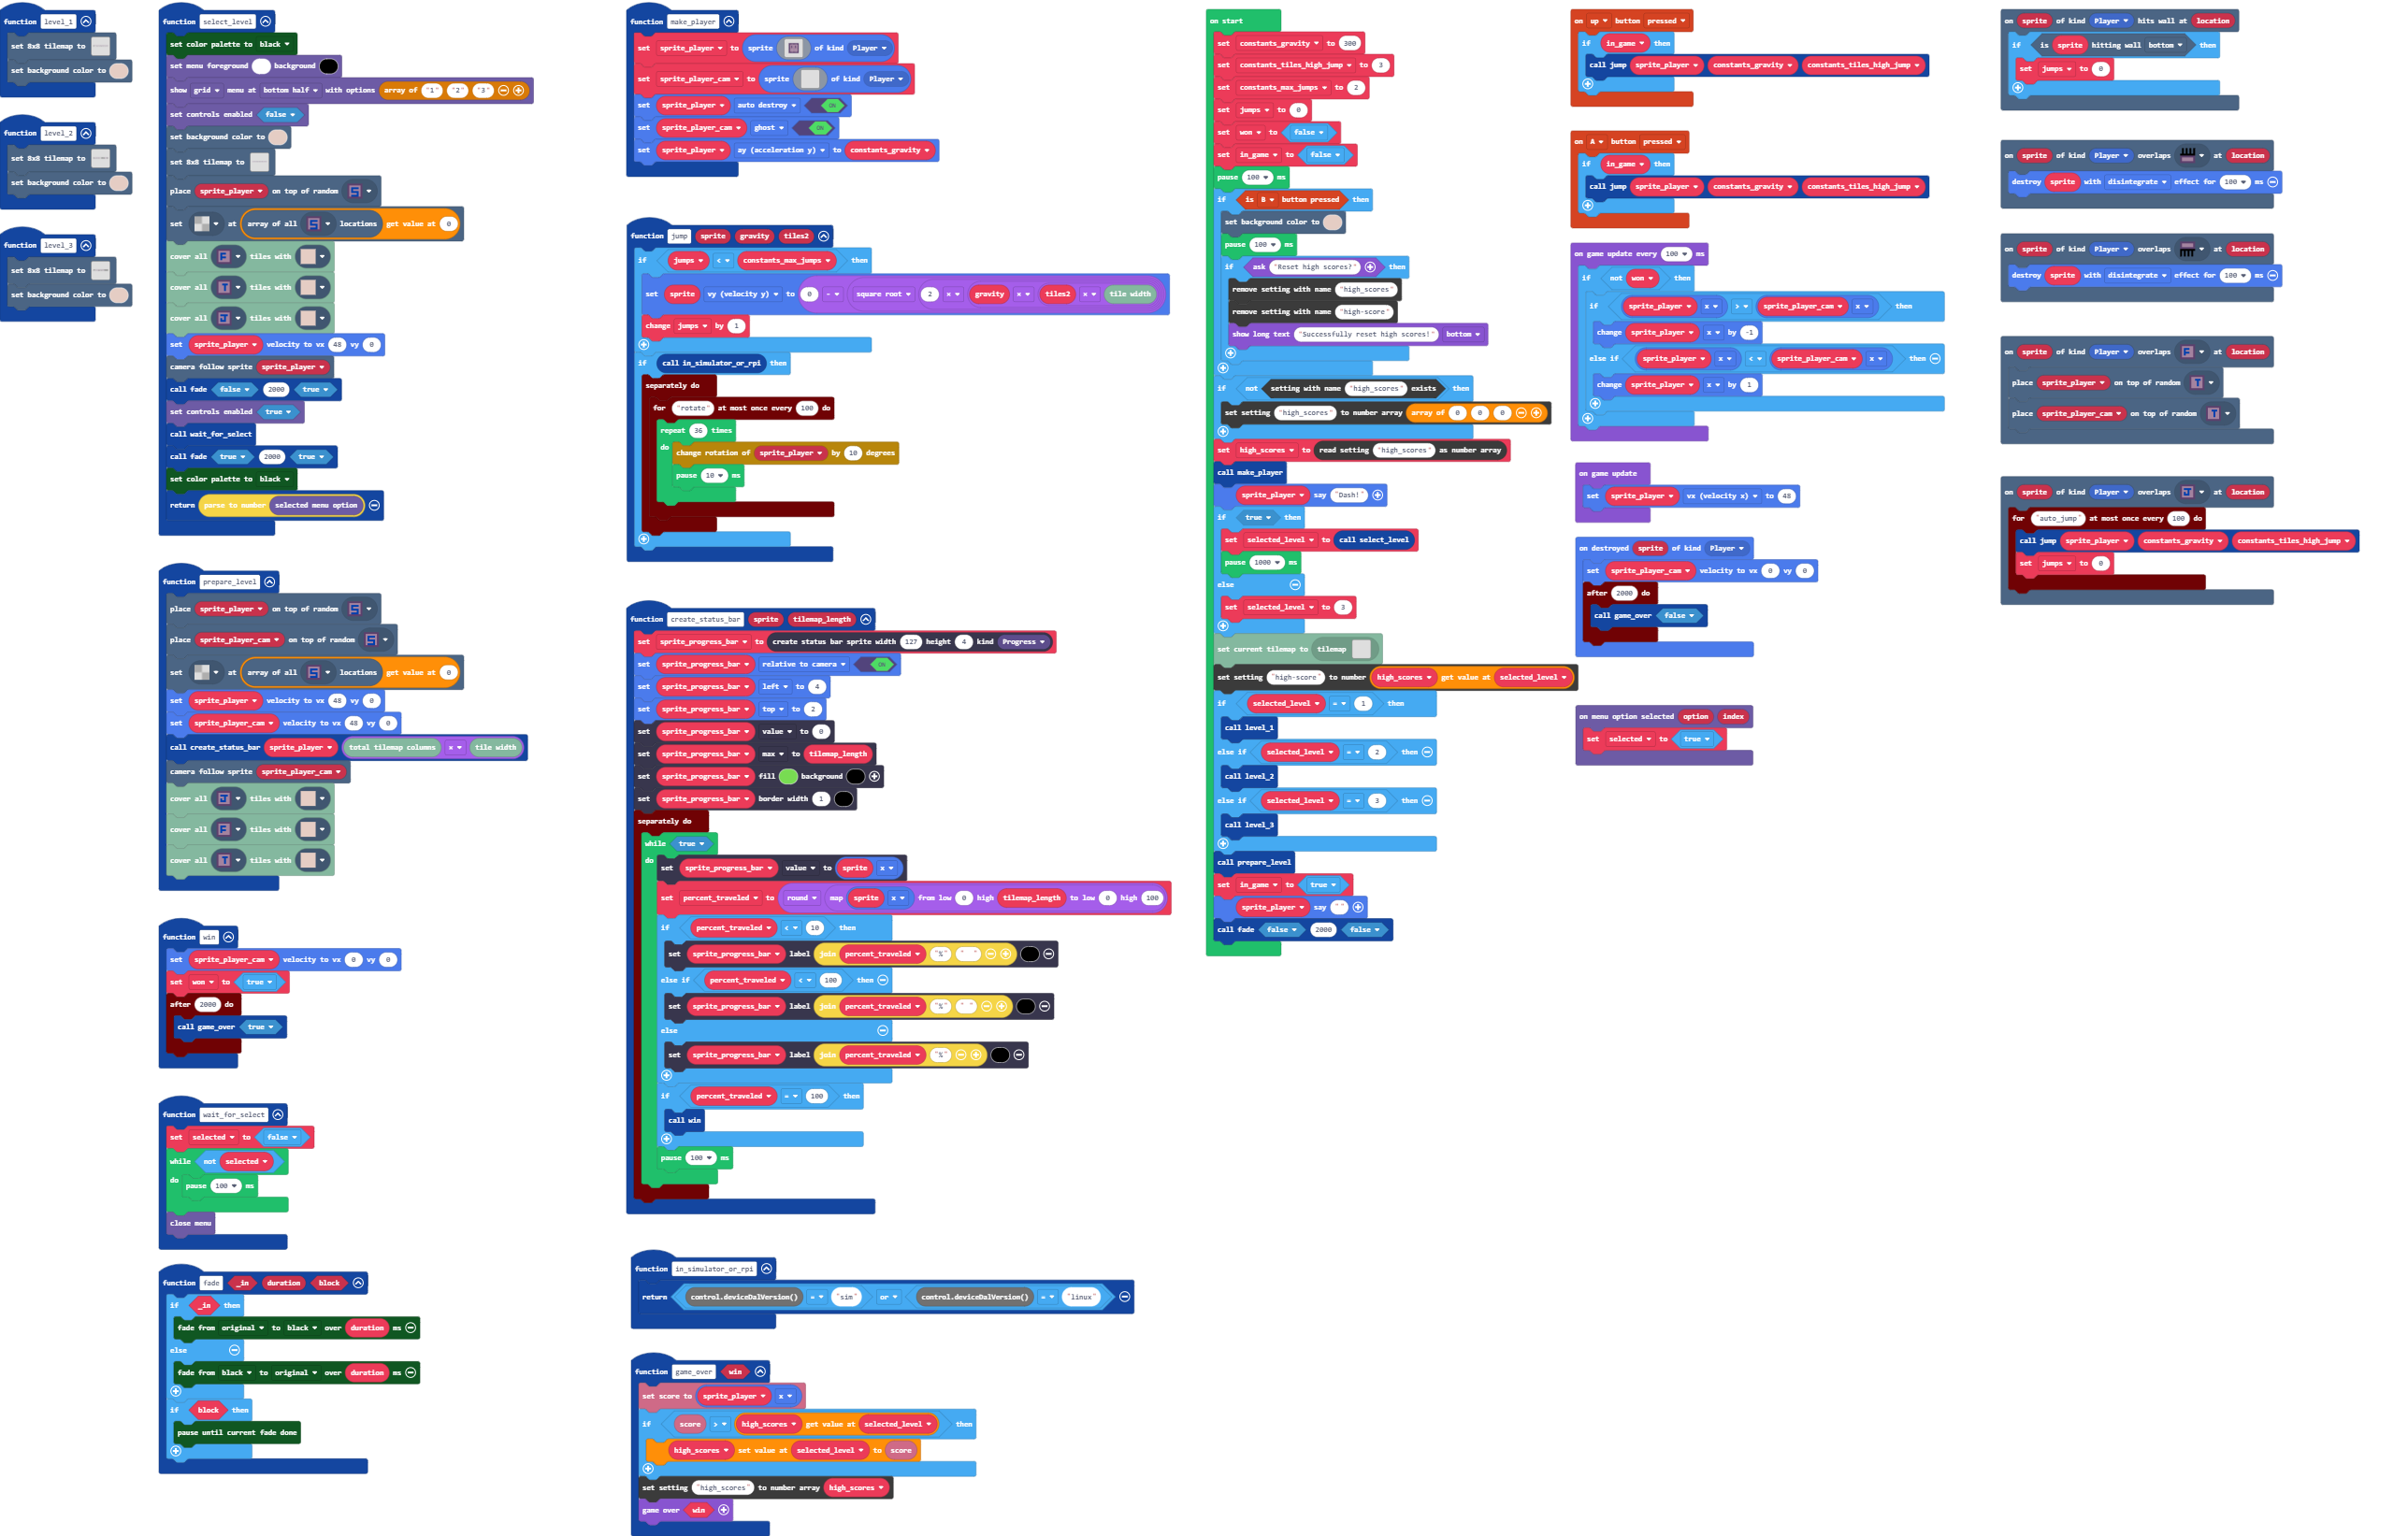 function level_1
set 8x8 tilemap to
set background color to
function level_2
set 8x8 tilemap to
set background color to
function level_3
set 8x8 tilemap to
set background color to
function select_level
set color palette to black
set menu foreground background
show grid menu at bottom half with options array of "1" "2" "3"
set controls enabled false
set background color to
set 8x8 tilemap to
place sprite_player on top of random S
set at array of all S locations get value at 0
cover all F tiles with
cover all T tiles with
cover all J tiles with
set sprite_player velocity to vx 48 vy 0
camera follow sprite sprite_player
call fade false 2000 true
set controls enabled true
call wait_for_select
call fade true 2000 true
set color palette to black
return parse to number selected menu option
function prepare_level
place sprite_player on top of random S
place sprite_player_cam on top of random S
set at array of all S locations get value at 0
set sprite_player velocity to vx 48 vy 0
set sprite_player_cam velocity to vx 48 vy 0
call create_status_bar sprite_player total tilemap columns × tile width
camera follow sprite sprite_player_cam
cover all J tiles with
cover all F tiles with
cover all T tiles with
function win
set sprite_player_cam velocity to vx 0 vy 0
set won to true
after 2000 do
call game_over true
function wait_for_select
set selected to false
while not selected
do pause 100 ms
close menu
function fade _in duration block
if _in then
fade from original to black over duration ms
else
fade from black to original over duration ms
if block then
pause until current fade done
function make_player
set sprite_player to sprite of kind Player
set sprite_player_cam to sprite of kind Player
set sprite_player auto destroy ON
set sprite_player_cam ghost ON
set sprite_player ay (acceleration y) to constants_gravity
function jump sprite gravity tiles2
if jumps < constants_max_jumps then
set sprite vy (velocity y) to 0 - square root 2 × gravity × tiles2 × tile width
change jumps by 1
if call in_simulator_or_rpi then
separately do
for "rotate" at most once every 100 do
repeat 36 times
do change rotation of sprite_player by 10 degrees
pause 10 ms
function create_status_bar sprite tilemap_length
set sprite_progress_bar to create status bar sprite width 127 height 4 kind Progress
set sprite_progress_bar relative to camera ON
set sprite_progress_bar left to 4
set sprite_progress_bar top to 2
set sprite_progress_bar value to 0
set sprite_progress_bar max to tilemap_length
set sprite_progress_bar fill background
set sprite_progress_bar border width 1
separately do
while true
do set sprite_progress_bar value to sprite x
set percent_traveled to round map sprite x from low 0 high tilemap_length to low 0 high 100
if percent_traveled < 10 then
set sprite_progress_bar label join percent_traveled "%" "  "
else if percent_traveled < 100 then
set sprite_progress_bar label join percent_traveled "%" " "
else
set sprite_progress_bar label join percent_traveled "%"
if percent_traveled = 100 then
call win
pause 100 ms
function in_simulator_or_rpi
return control.deviceDalVersion() = "sim" or control.deviceDalVersion() = "linux"
function game_over win
set score to sprite_player x
if score > high_scores get value at selected_level then
high_scores set value at selected_level to score
set setting "high_scores" to number array high_scores
game over win
on start
set constants_gravity to 300
set constants_tiles_high_jump to 3
set constants_max_jumps to 2
set jumps to 0
set won to false
set in_game to false
pause 100 ms
if is B button pressed then
set background color to
pause 100 ms
if ask "Reset high scores?" then
remove setting with name "high_scores"
remove setting with name "high-score"
show long text "Successfully reset high scores!" bottom
if not setting with name "high_scores" exists then
set setting "high_scores" to number array array of 0 0 0
set high_scores to read setting "high_scores" as number array
call make_player
sprite_player say "Dash!"
if true then
set selected_level to call select_level
pause 1000 ms
else
set selected_level to 3
set current tilemap to tilemap
set setting "high-score" to number high_scores get value at selected_level
if selected_level = 1 then
call level_1
else if selected_level = 2 then
call level_2
else if selected_level = 3 then
call level_3
call prepare_level
set in_game to true
sprite_player say " "
call fade false 2000 false
on up button pressed
if in_game then
call jump sprite_player constants_gravity constants_tiles_high_jump
on A button pressed
if in_game then
call jump sprite_player constants_gravity constants_tiles_high_jump
on game update every 100 ms
if not won then
if sprite_player x > sprite_player_cam x then
change sprite_player x by -1
else if sprite_player x < sprite_player_cam x then
change sprite_player x by 1
on game update
set sprite_player vx (velocity x) to 48
on destroyed sprite of kind Player
set sprite_player_cam velocity to vx 0 vy 0
after 2000 do
call game_over false
on menu option selected option index
set selected to true
on sprite of kind Player hits wall at location
if is sprite hitting wall bottom then
set jumps to 0
on sprite of kind Player overlaps at location
destroy sprite with disintegrate effect for 100 ms
on sprite of kind Player overlaps at location
destroy sprite with disintegrate effect for 100 ms
on sprite of kind Player overlaps F at location
place sprite_player on top of random T
place sprite_player_cam on top of random T
on sprite of kind Player overlaps J at location
for "auto_jump" at most once every 100 do
call jump sprite_player constants_gravity constants_tiles_high_jump
set jumps to 0